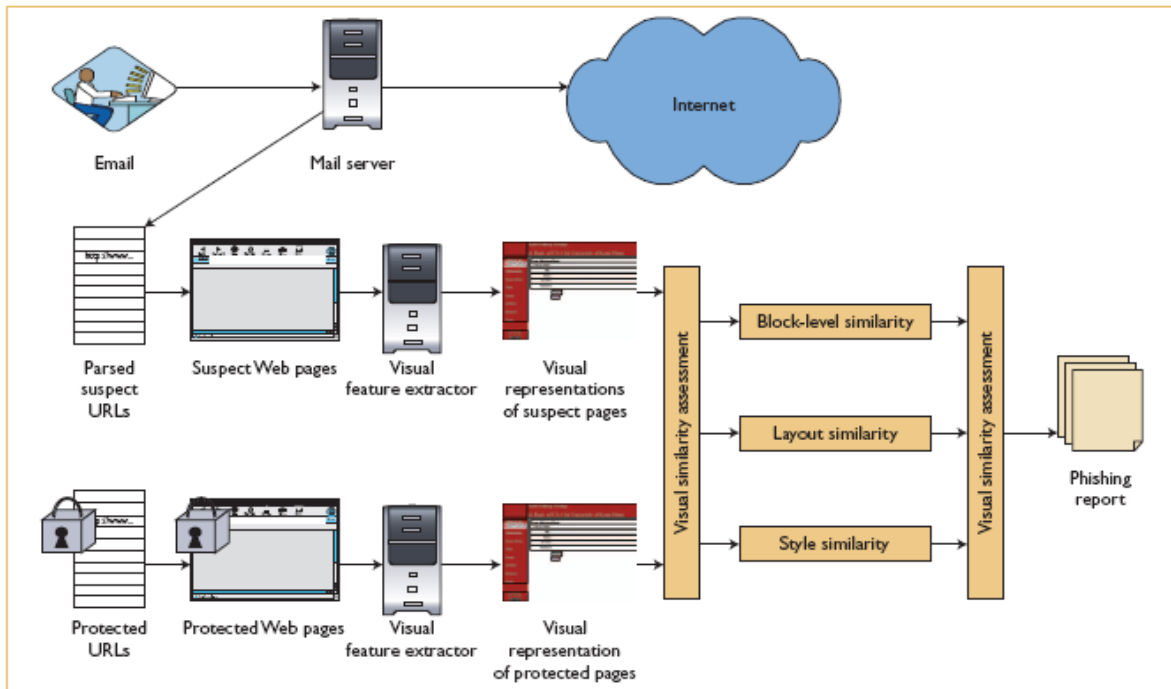 Internet
Email
Mail server
http://www...
Parsed
suspect
URLs
Suspect Web pages
Visual
feature extractor
Visual
representations
of suspect pages
Visual similarity assessment
Block-level similarity
Layout similarity
Style similarity
Visual similarity assessment
Phishing
report
Protected
URLs
Protected Web pages
Visual
feature extractor
Visual
representation
of protected pages